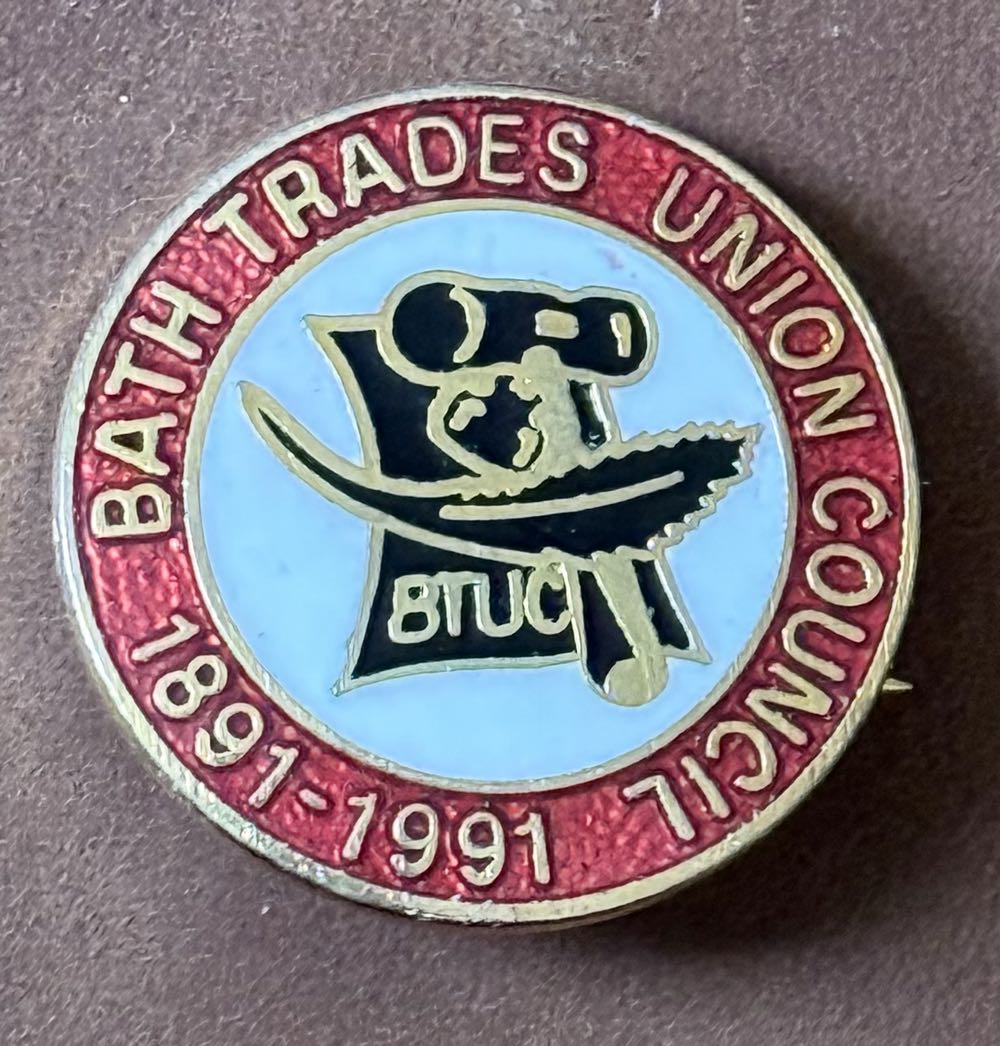 BATH TRADES UNION COUNCIL
1891-1991
BTUC